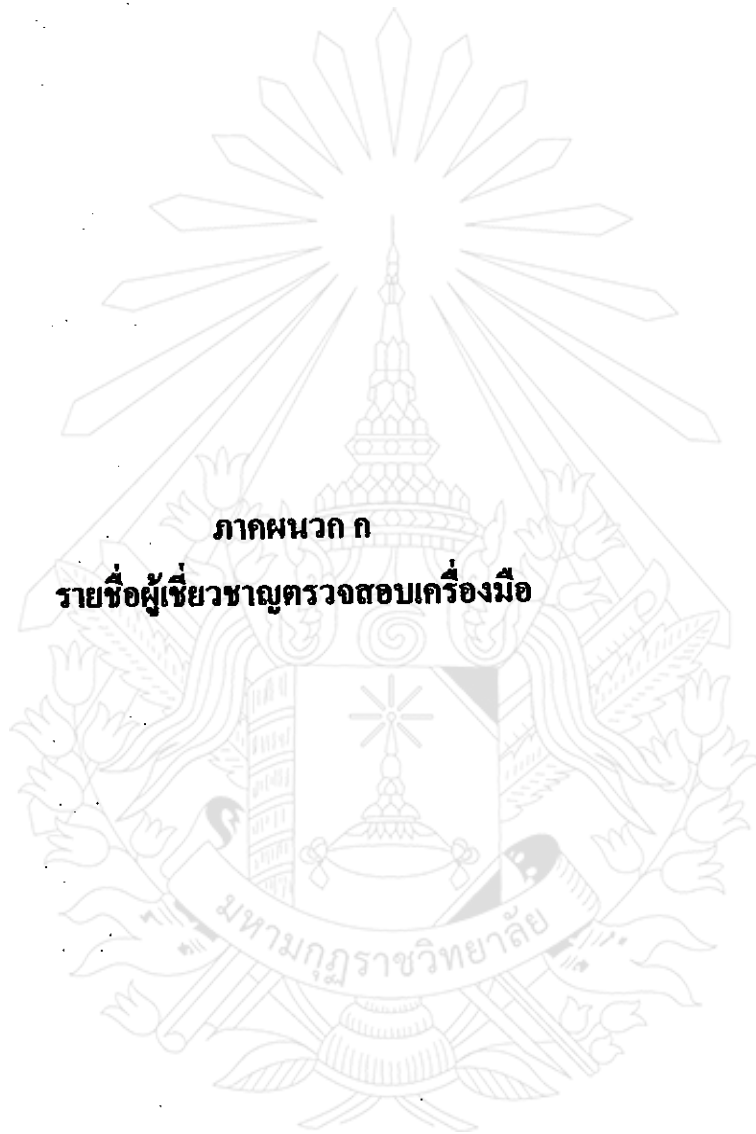 ภาคผนวก ค
รายชื่อผู้เชี่ยวชาญตรวจสอบเครื่องมือ
มหามกุฏราชวิทยาลัย